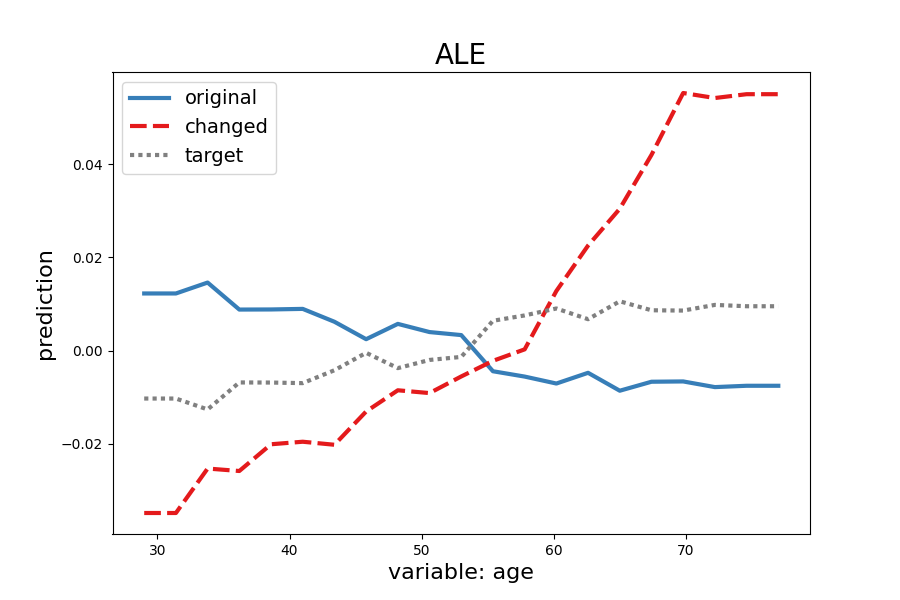 ALE
original
changed
target
prediction
0.04
0.02
0.00
−0.02
30 40 50 60 70
variable: age